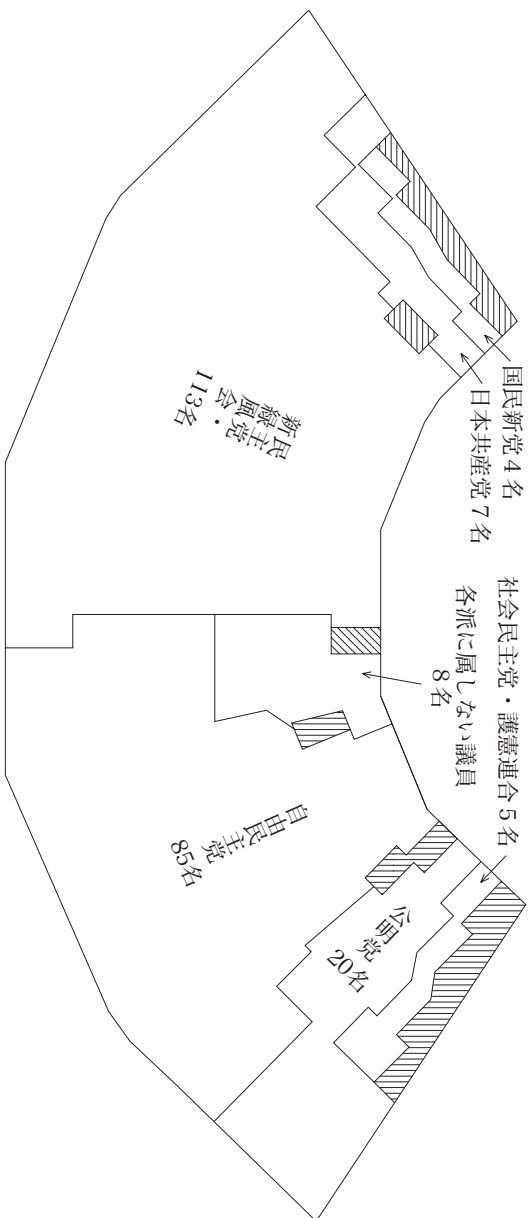 国民新党4名
日本共産党7名
民主党・
新緑風会
113名
社会民主党・護憲連合5名
各派に属しない議員
8名
自由民主党
85名
公明党
20名